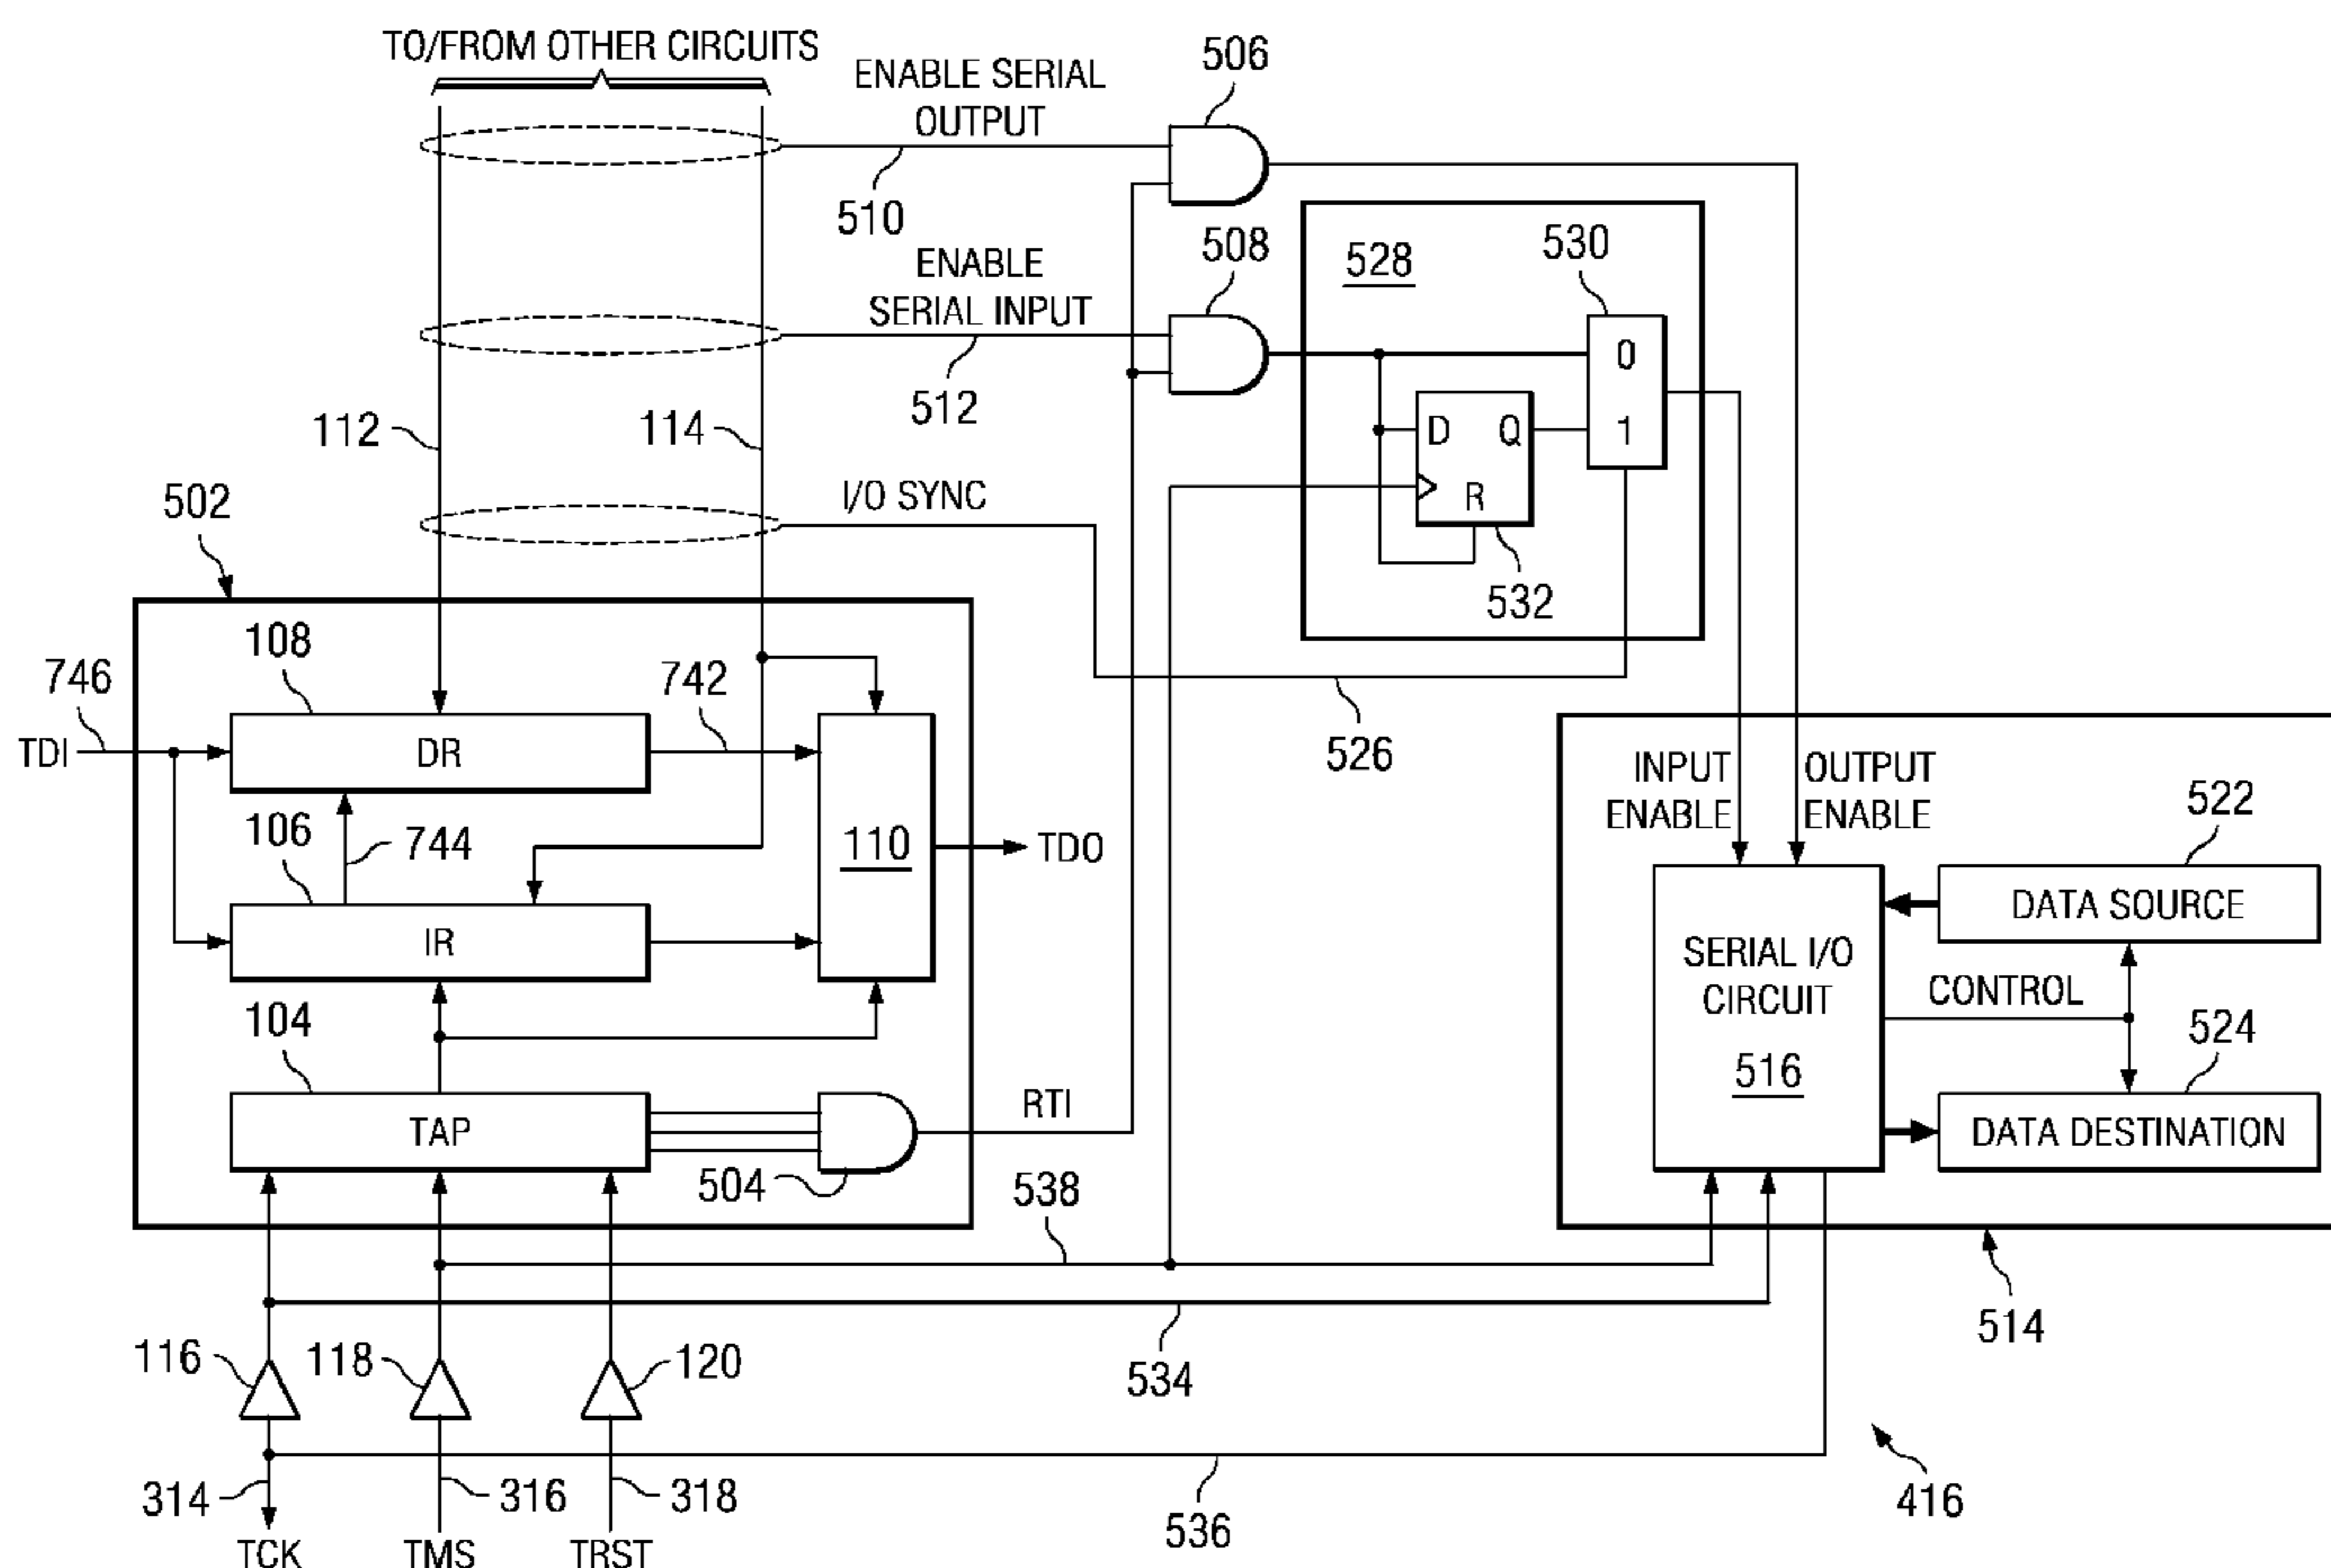 TO/FROM OTHER CIRCUITS
ENABLE SERIAL
OUTPUT
506
510
ENABLE
SERIAL INPUT
508
528
530
512
112
114
0
1
D
Q
R
I/O SYNC
502
532
108
742
746
TDI
DR
526
INPUT
ENABLE
OUTPUT
ENABLE
522
106
744
110
TDO
DATA SOURCE
IR
SERIAL I/O
CIRCUIT
516
CONTROL
524
104
TAP
504
RTI
DATA DESTINATION
538
514
534
116
118
120
314
316
318
536
416
TCK
TMS
TRST